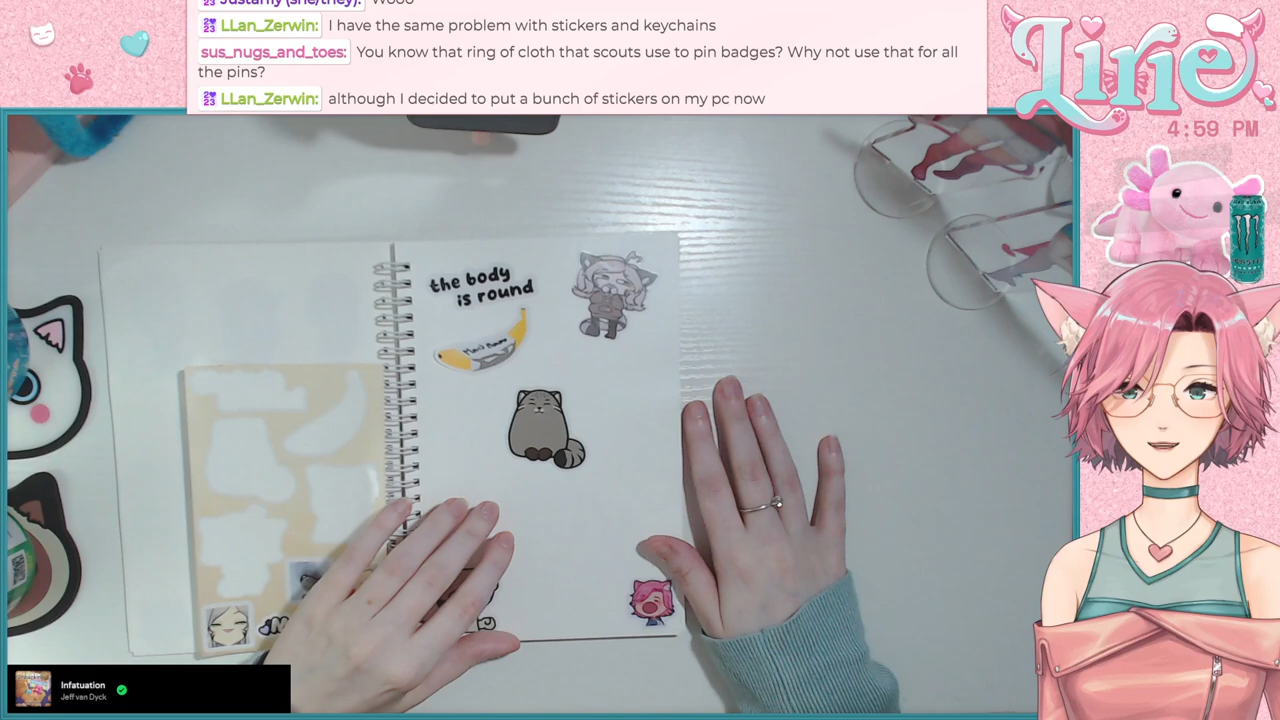 Justamy (she/they): Wooo
LLan_Zerwin: I have the same problem with stickers and keychains
sus_nugs_and_toes: You know that ring of cloth that scouts use to pin badges? Why not use that for all
the pins?
LLan_Zerwin: although I decided to put a bunch of stickers on my pc now
Lirie
4:59 PM
the body
is round
Infatuation
Jeff van Dyck